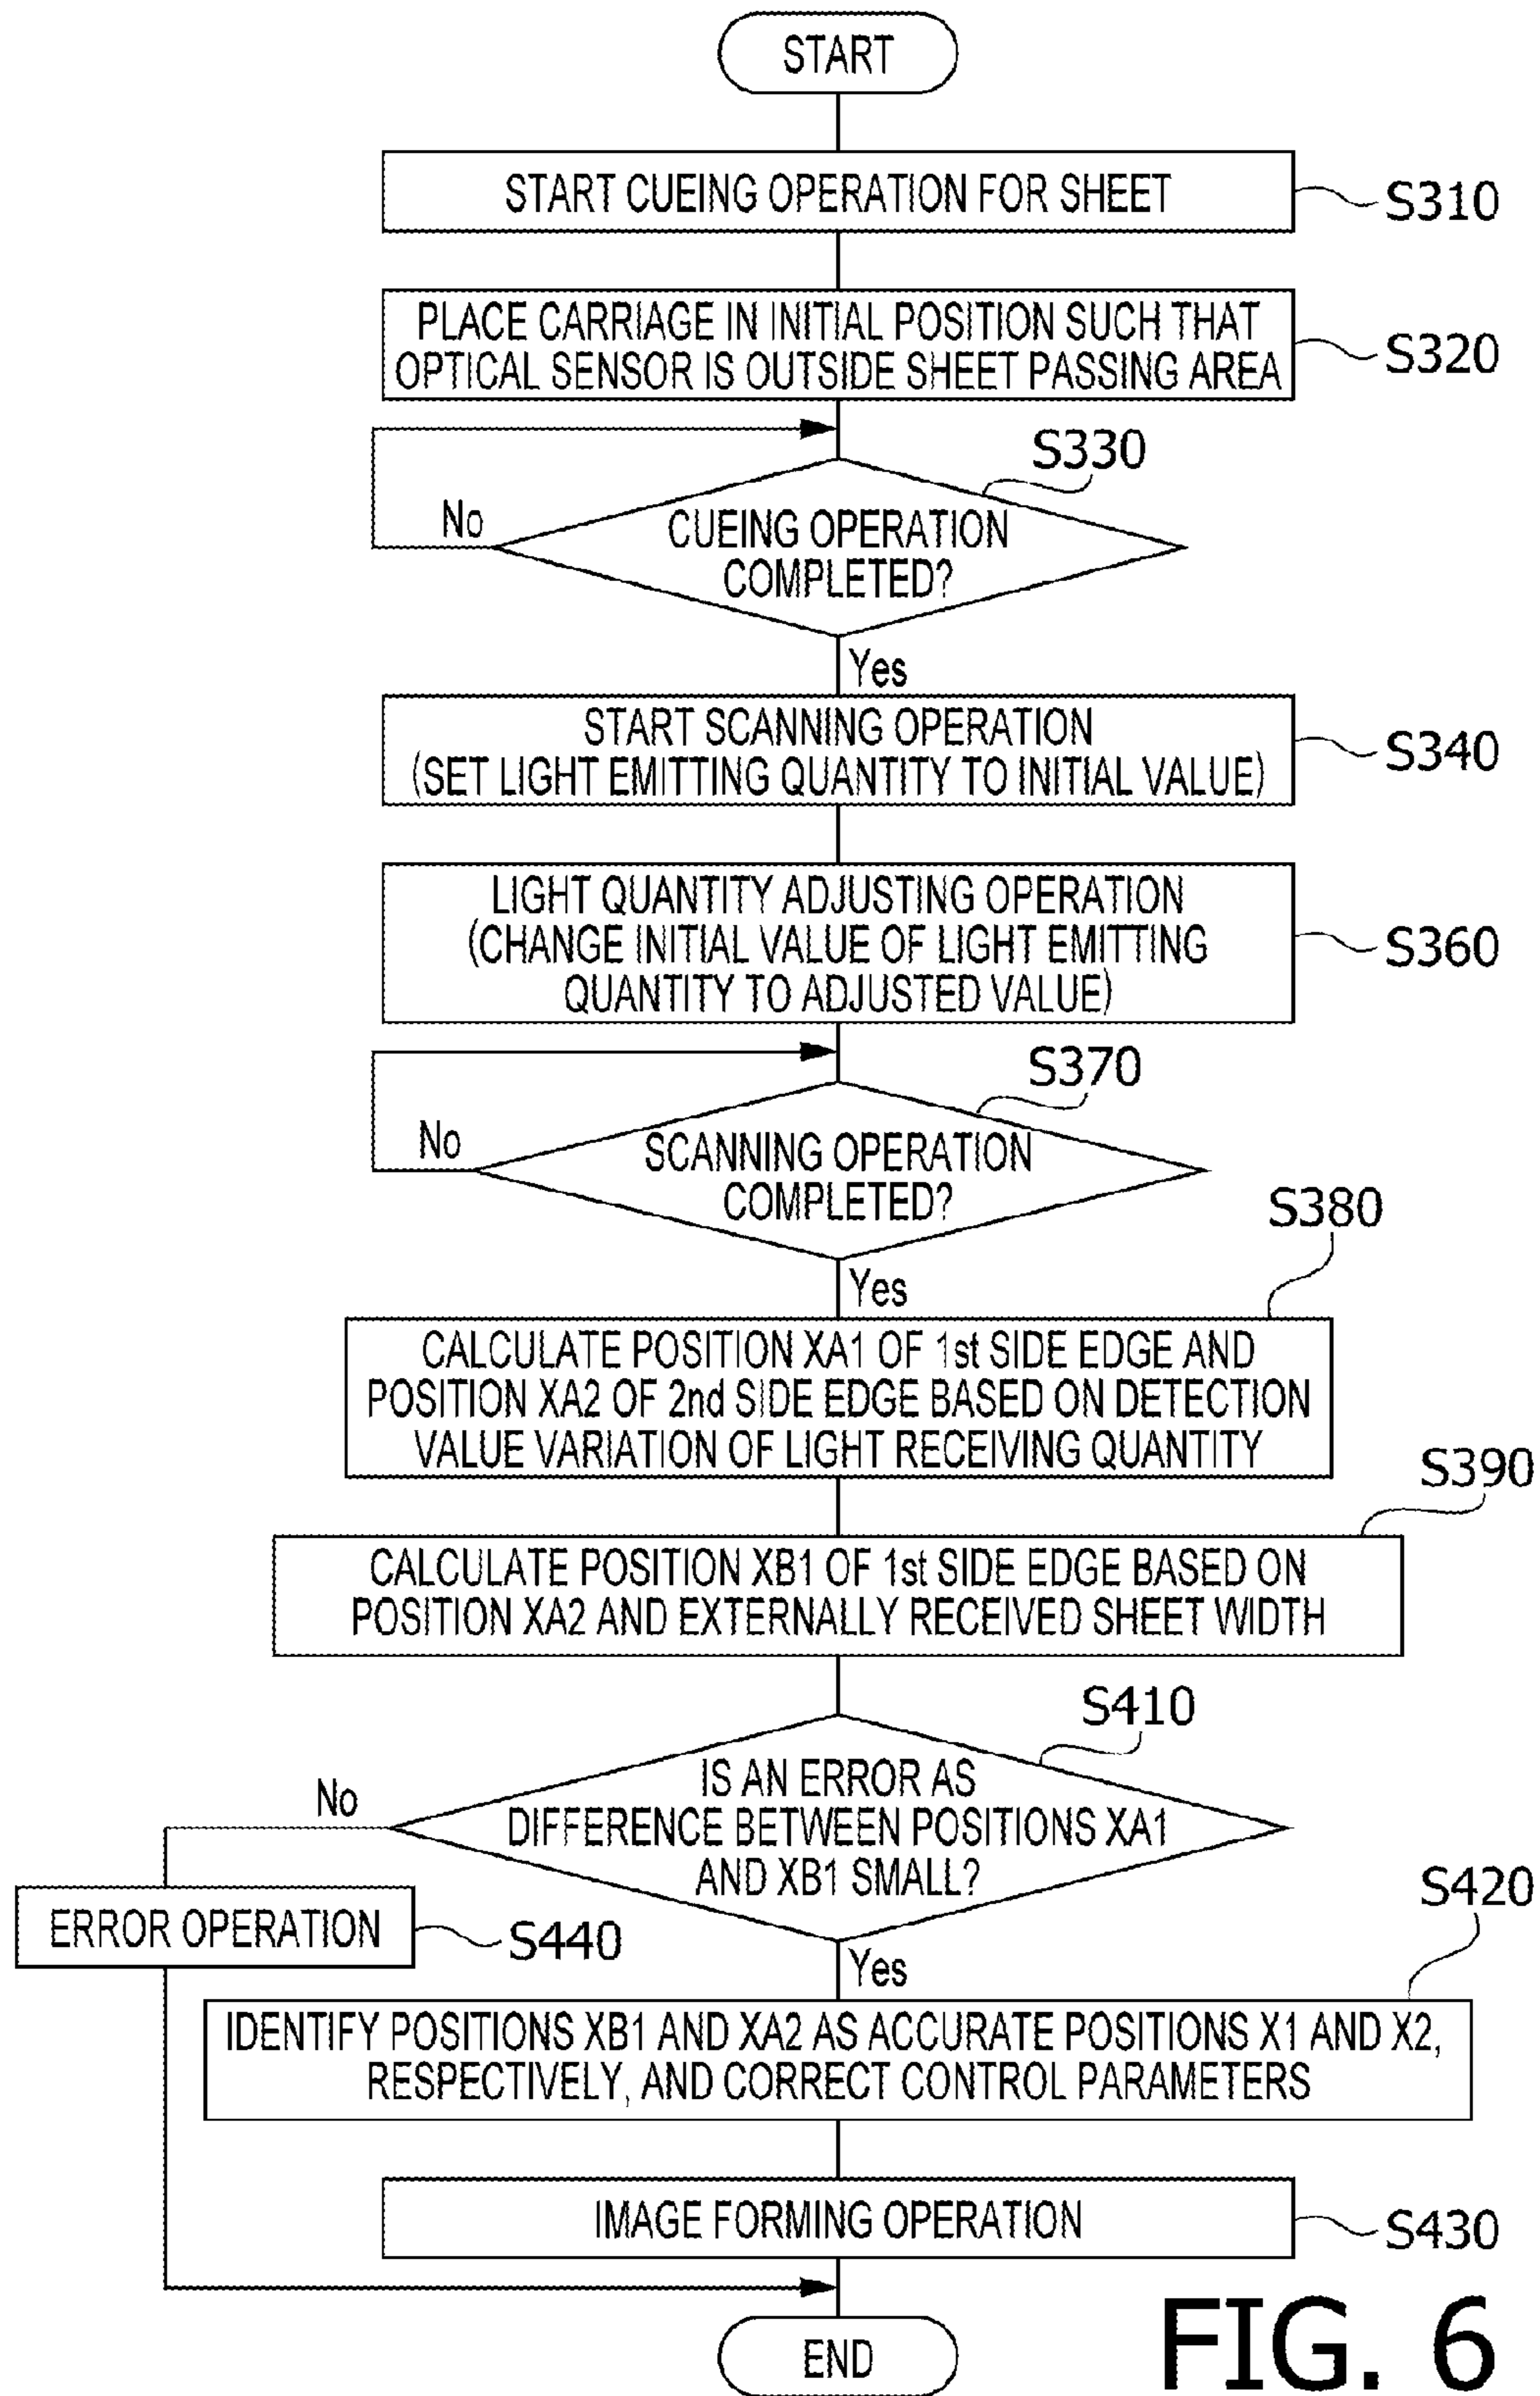 START
START CUEING OPERATION FOR SHEET
S310
PLACE CARRIAGE IN INITIAL POSITION SUCH THAT
OPTICAL SENSOR IS OUTSIDE SHEET PASSING AREA
S320
S330
No
CUEING OPERATION
COMPLETED?
Yes
START SCANNING OPERATION
(SET LIGHT EMITTING QUANTITY TO INITIAL VALUE)
S340
LIGHT QUANTITY ADJUSTING OPERATION
(CHANGE INITIAL VALUE OF LIGHT EMITTING
QUANTITY TO ADJUSTED VALUE)
S360
S370
No
SCANNING OPERATION
COMPLETED?
S380
Yes
CALCULATE POSITION XA1 OF 1st SIDE EDGE AND
POSITION XA2 OF 2nd SIDE EDGE BASED ON DETECTION
VALUE VARIATION OF LIGHT RECEIVING QUANTITY
S390
CALCULATE POSITION XB1 OF 1st SIDE EDGE BASED ON
POSITION XA2 AND EXTERNALLY RECEIVED SHEET WIDTH
S410
No
IS AN ERROR AS
DIFFERENCE BETWEEN POSITIONS XA1
AND XB1 SMALL?
S420
ERROR OPERATION
S440
Yes
IDENTIFY POSITIONS XB1 AND XA2 AS ACCURATE POSITIONS X1 AND X2,
RESPECTIVELY, AND CORRECT CONTROL PARAMETERS
IMAGE FORMING OPERATION
S430
END
FIG. 6